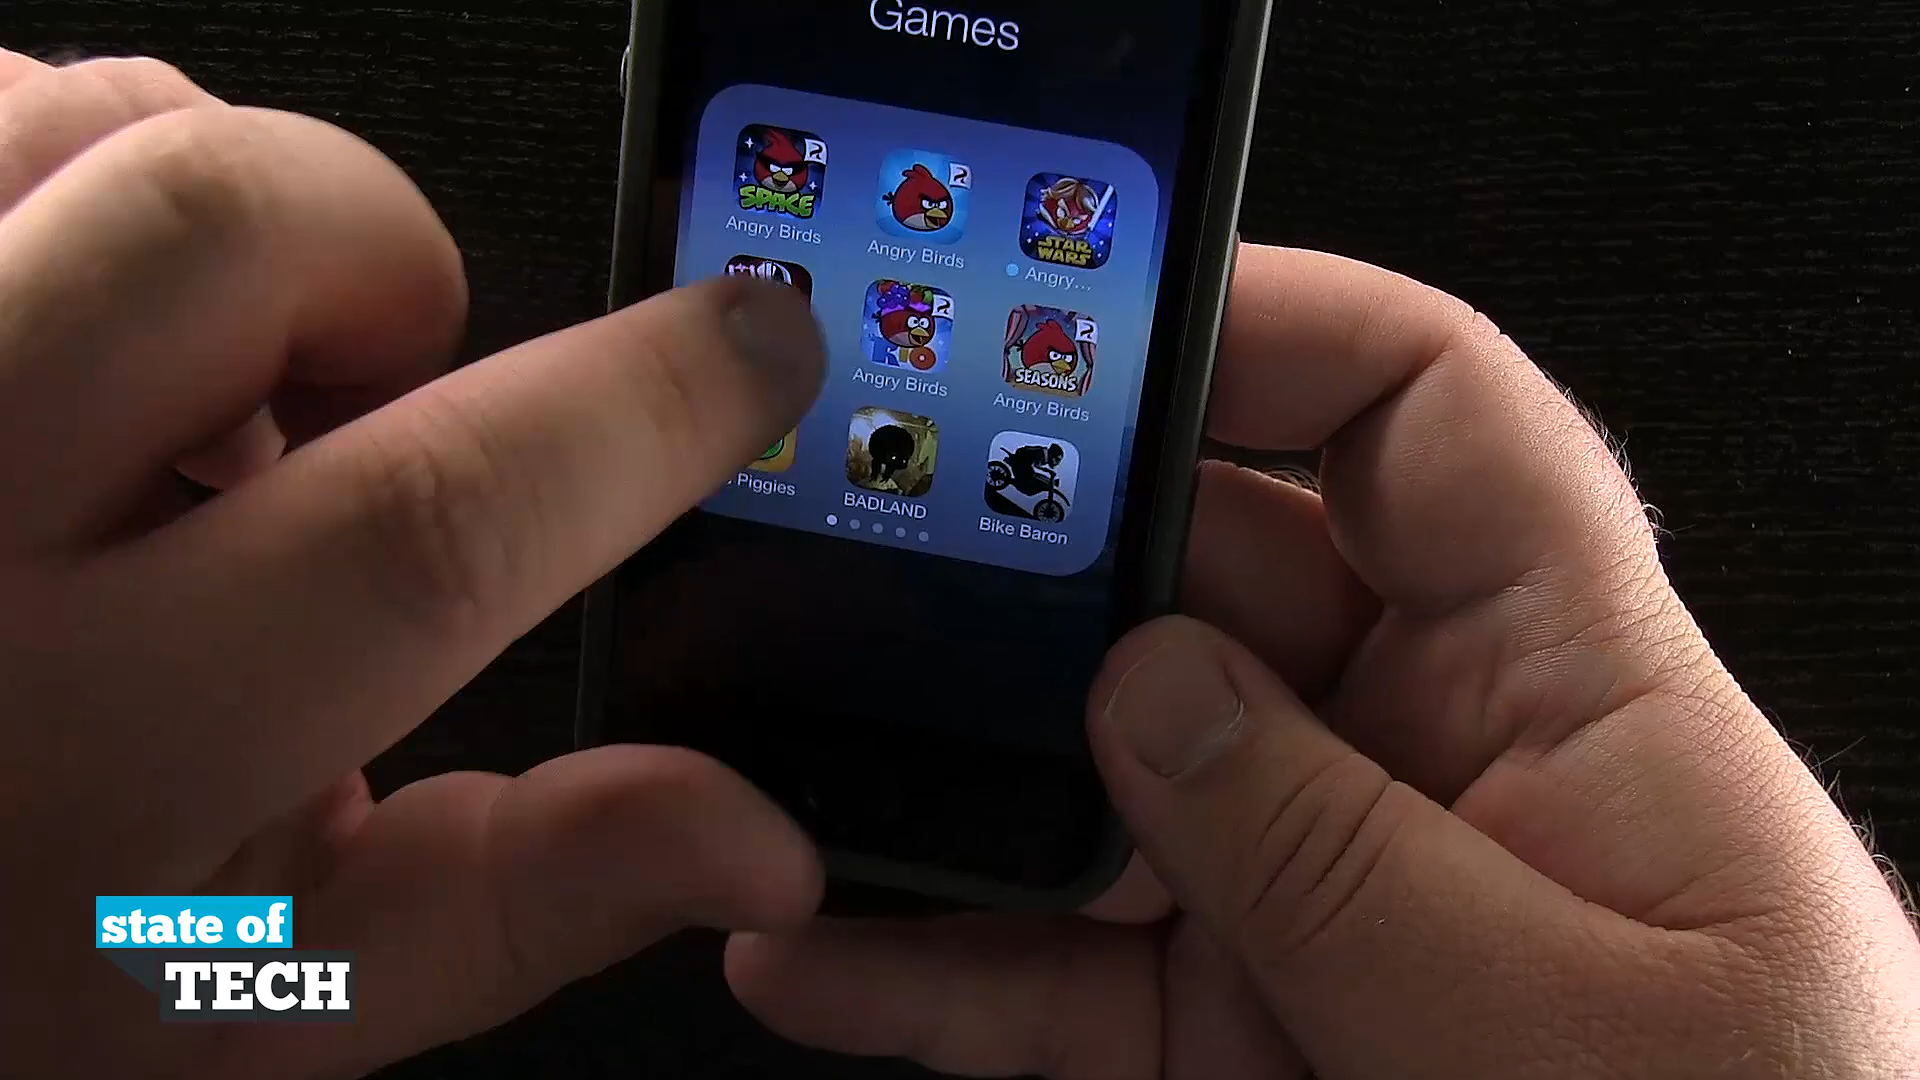 Games
SPACE
Angry Birds
Angry Birds
STAR
WARS
Angry...
RIO
Angry Birds
SEASONS
Angry Birds
Piggies
BADLAND
Bike Baron
state of
TECH